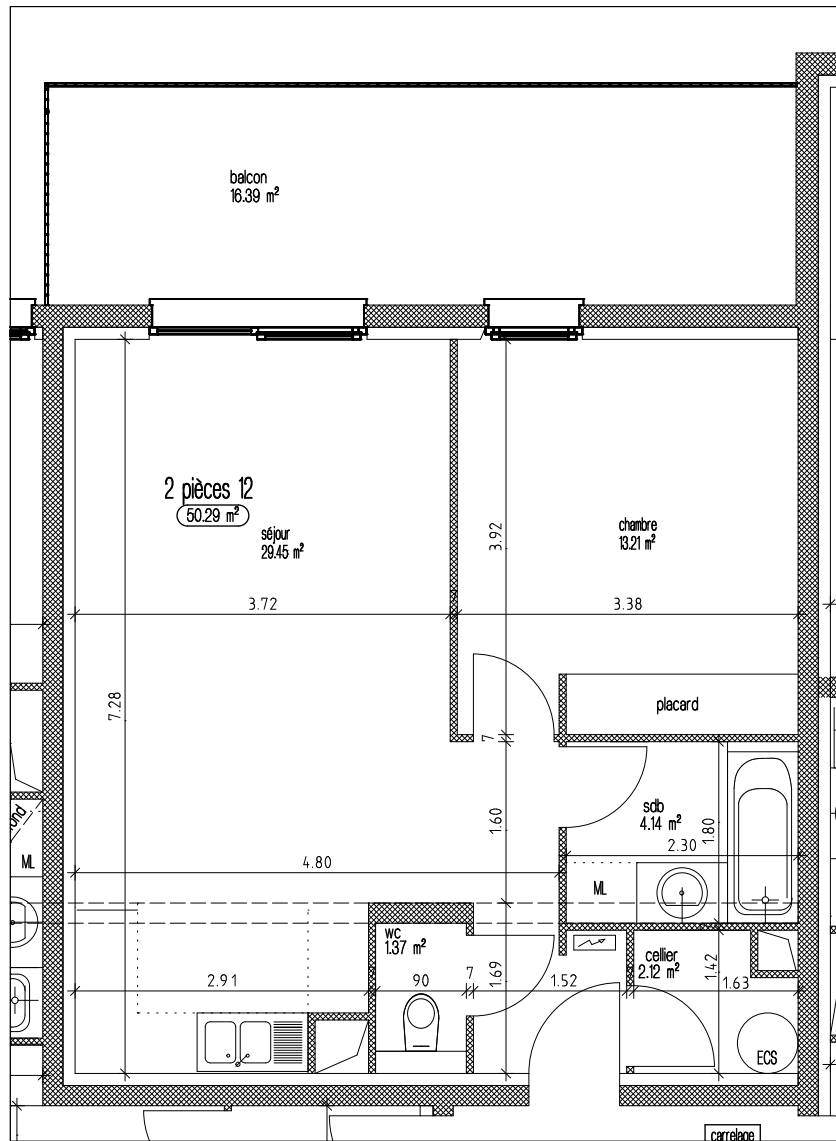 balcon
16.39 m²
2 pièces 12
50.29 m²
séjour
29.45 m²
chambre
13.21 m²
3.92
3.72
7
3.38
7.28
placard
7
sdb
4.14 m²
1.80
1.60
2.30
4.80
ML
ML
wc
1.37 m²
cellier
2.12 m²
1.42
1.69
2.91
90
7
1.52
1.63
ECS
carrelage